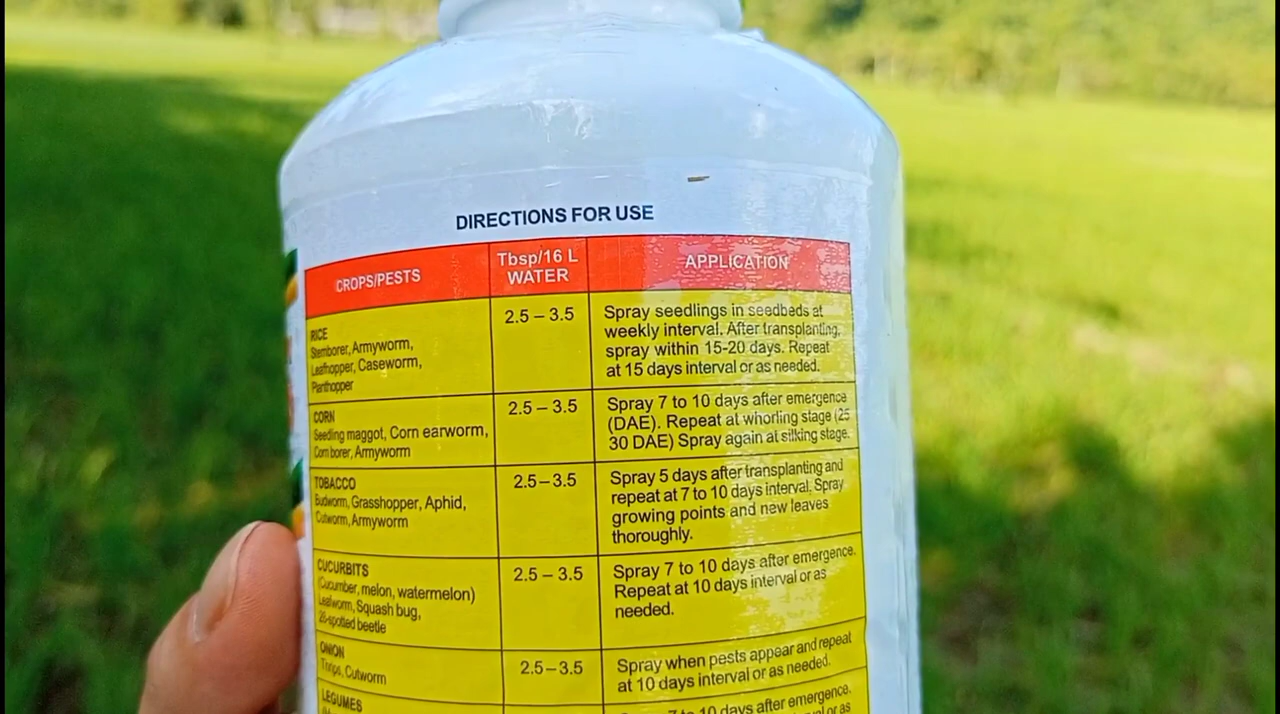 DIRECTIONS FOR USE
CROPS/PESTS
Tbsp/16 L
WATER
APPLICATION
RICE
Stemborer, Armyworm,
Leafhopper, Caseworm,
Planthopper
2.5 – 3.5
Spray seedlings in seedbeds at
weekly interval. After transplanting,
spray within 15-20 days. Repeat
at 15 days interval or as needed.
CORN
Seedling maggot, Corn earworm,
Corn borer, Armyworm
2.5 – 3.5
Spray 7 to 10 days after emergence
(DAE). Repeat at whorling stage (25
30 DAE) Spray again at silking stage.
TOBACCO
Budworm, Grasshopper, Aphid,
Cutworm, Armyworm
2.5 – 3.5
Spray 5 days after transplanting and
repeat at 7 to 10 days interval. Spray
growing points and new leaves
thoroughly.
CUCURBITS
(Cucumber, melon, watermelon)
Leafworm, Squash bug,
28-spotted beetle
2.5 – 3.5
Spray 7 to 10 days after emergence.
Repeat at 10 days interval or as
needed.
ONION
Thrips, Cutworm
2.5 – 3.5
Spray when pests appear and repeat
at 10 days interval or as needed.
LEGUMES
7 to 10 days after emergence.
or as